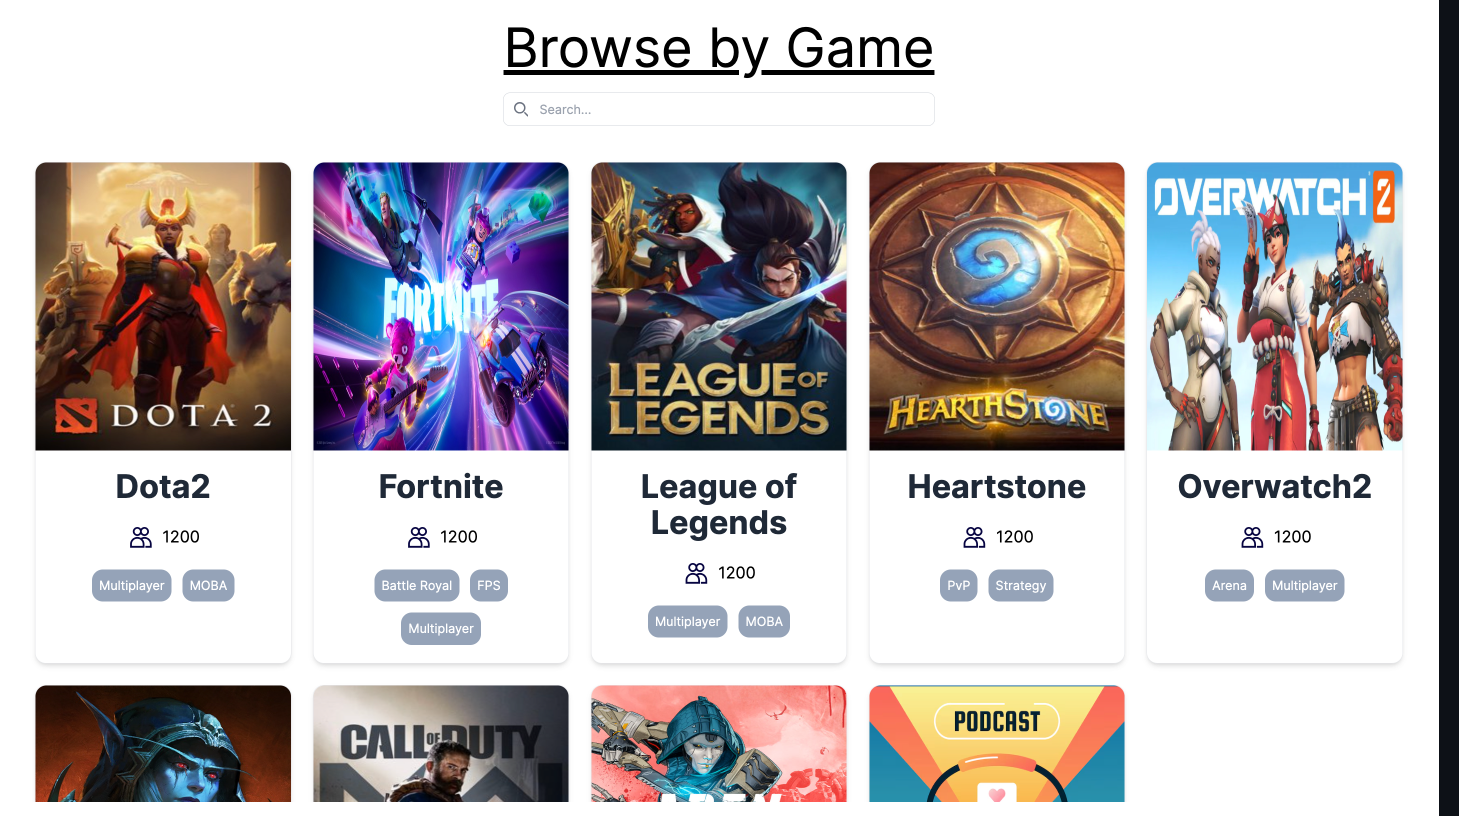 Browse by Game
Search...
DOTA 2
FORTNITE
LEAGUE OF
LEGENDS
HEARTHSTONE
OVERWATCH 2
Dota2
1200
Multiplayer MOBA
Fortnite
1200
Battle Royal FPS
Multiplayer
League of
Legends
1200
Multiplayer MOBA
Heartstone
1200
PvP Strategy
Overwatch2
1200
Arena Multiplayer
CALL OF DUTY
PODCAST